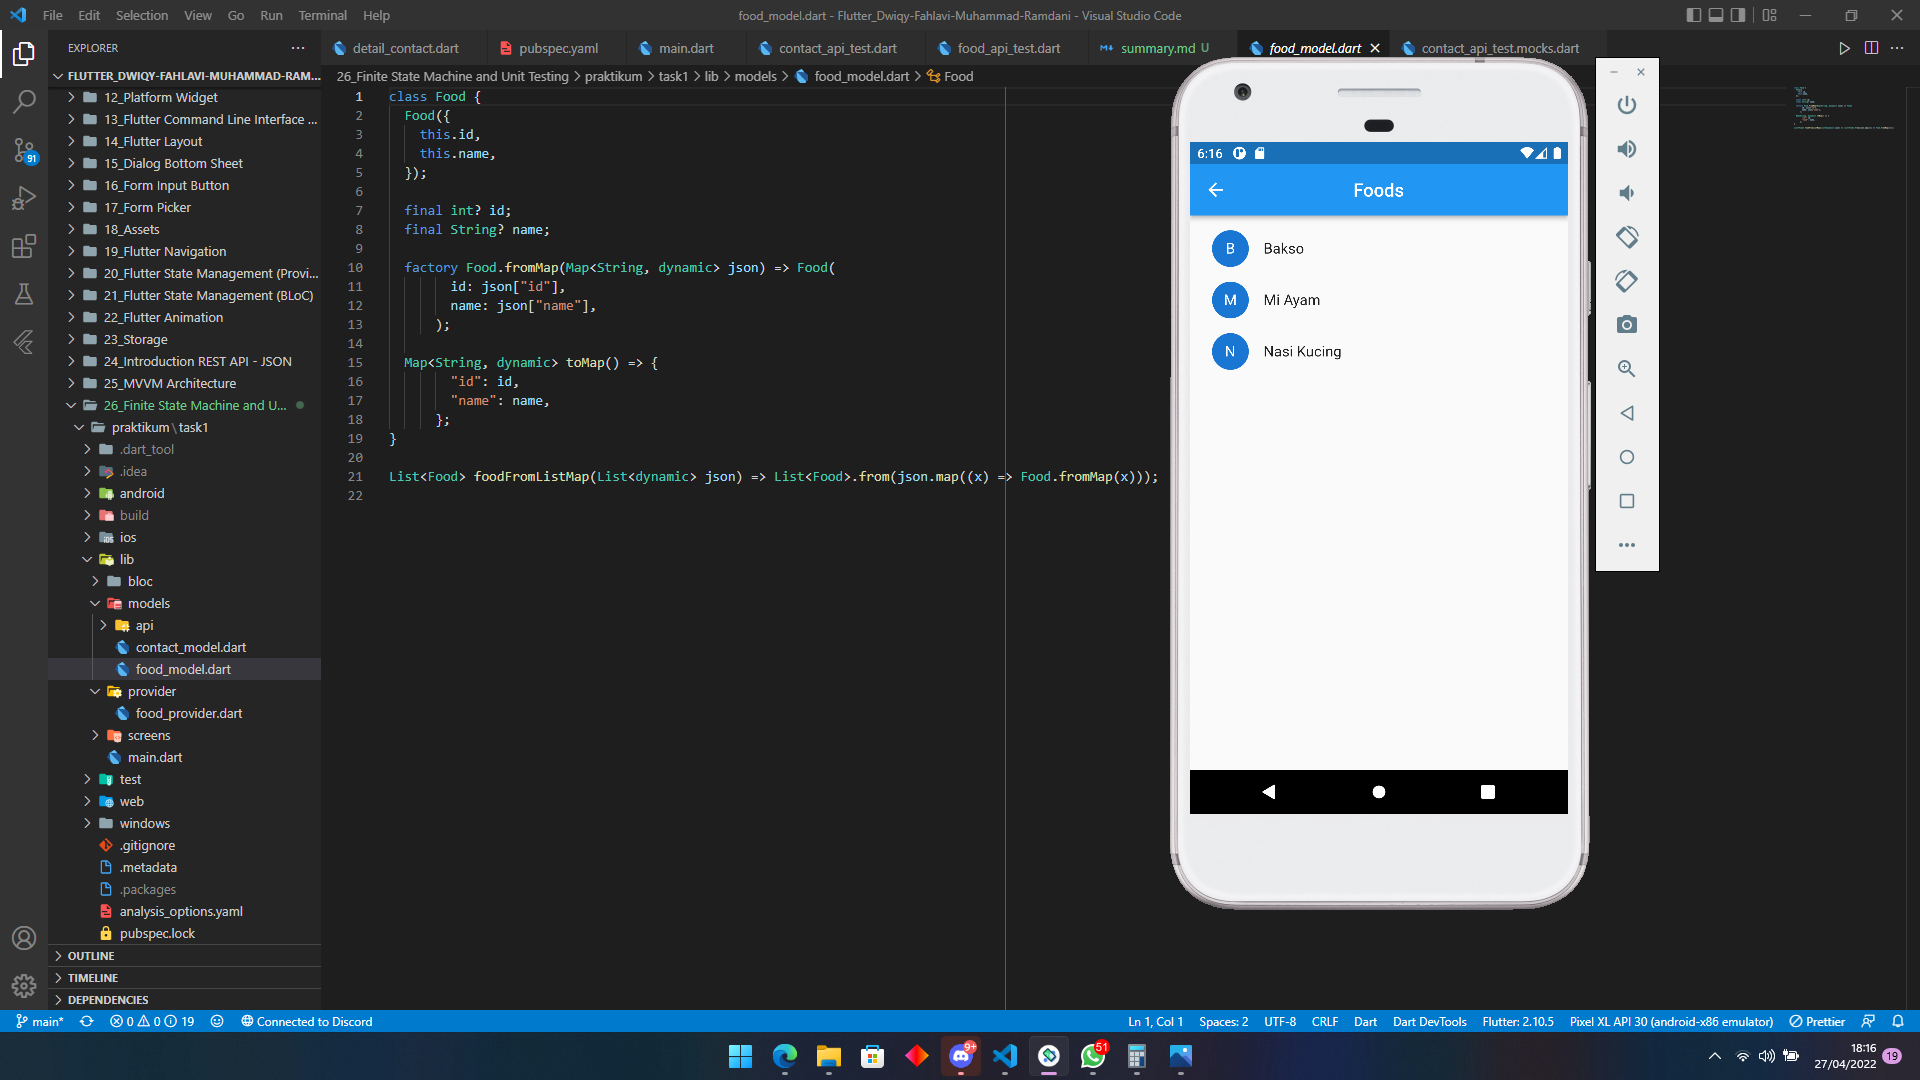 File Edit Selection View Go Run Terminal Help
food_model.dart - Flutter_Dwiqy-Fahlavi-Muhammad-Ramdani - Visual Studio Code
EXPLORER
detail_contact.dart
pubspec.yaml
main.dart
contact_api_test.dart
food_api_test.dart
summary.md U
food_model.dart
contact_api_test.mocks.dart
FLUTTER_DWIQY-FAHLAVI-MUHAMMAD-RAM...
12_Platform Widget
13_Flutter Command Line Interface ...
14_Flutter Layout
15_Dialog Bottom Sheet
16_Form Input Button
17_Form Picker
18_Assets
19_Flutter Navigation
20_Flutter State Management (Provi...
21_Flutter State Management (BLoC)
22_Flutter Animation
23_Storage
24_Introduction REST API - JSON
25_MVVM Architecture
26_Finite State Machine and U...
praktikum\task1
.dart_tool
.idea
android
build
ios
lib
bloc
models
api
contact_model.dart
food_model.dart
provider
food_provider.dart
screens
main.dart
test
web
windows
.gitignore
.metadata
.packages
analysis_options.yaml
pubspec.lock
OUTLINE
TIMELINE
DEPENDENCIES
91
26_Finite State Machine and Unit Testing > praktikum > task1 > lib > models > food_model.dart > Food
1 class Food {
2 Food({
3 this.id,
4 this.name,
5 });
6
7 final int? id;
8 final String? name;
9
10 factory Food.fromMap(Map<String, dynamic> json) => Food(
11 id: json["id"],
12 name: json["name"],
13 );
14
15 Map<String, dynamic> toMap() => {
16 "id": id,
17 "name": name,
18 };
19 }
20
21 List<Food> foodFromListMap(List<dynamic> json) => List<Food>.from(json.map((x) => Food.fromMap(x)));
22
6:16
Foods
B Bakso
M Mi Ayam
N Nasi Kucing
main* 0 0 19 Connected to Discord
Ln 1, Col 1 Spaces: 2 UTF-8 CRLF Dart Dart DevTools Flutter: 2.10.5 Pixel XL API 30 (android-x86 emulator) Prettier
9+
51
18:16
27/04/2022
19